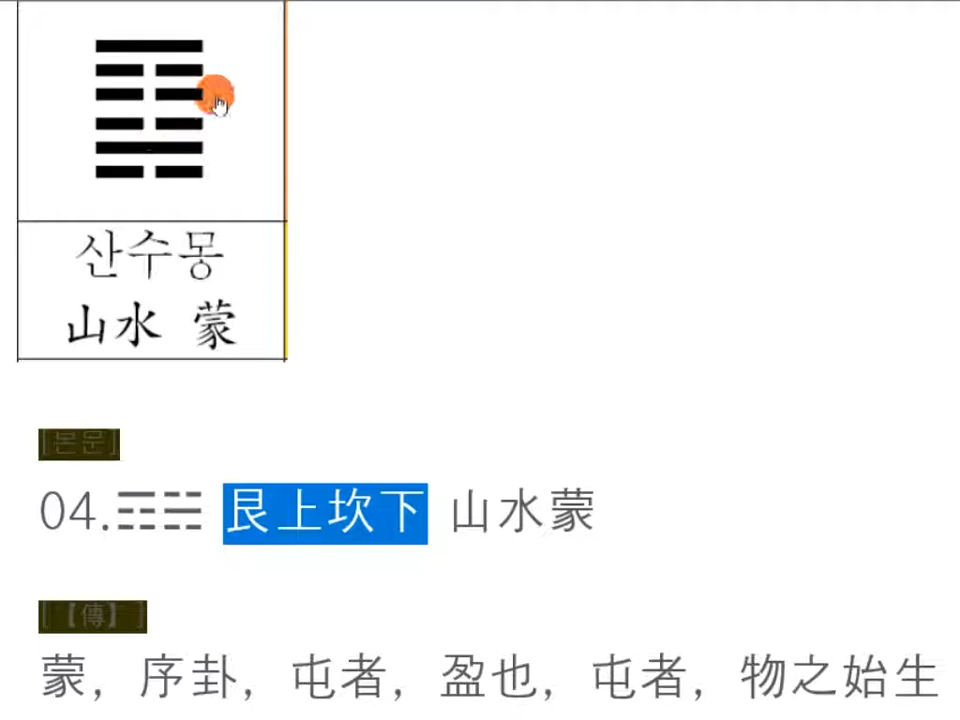 산수몽
山水 蒙
[본문]
04.☶☵ 艮上坎下 山水蒙
[【傳】]
蒙，序卦，屯者，盈也，屯者，物之始生